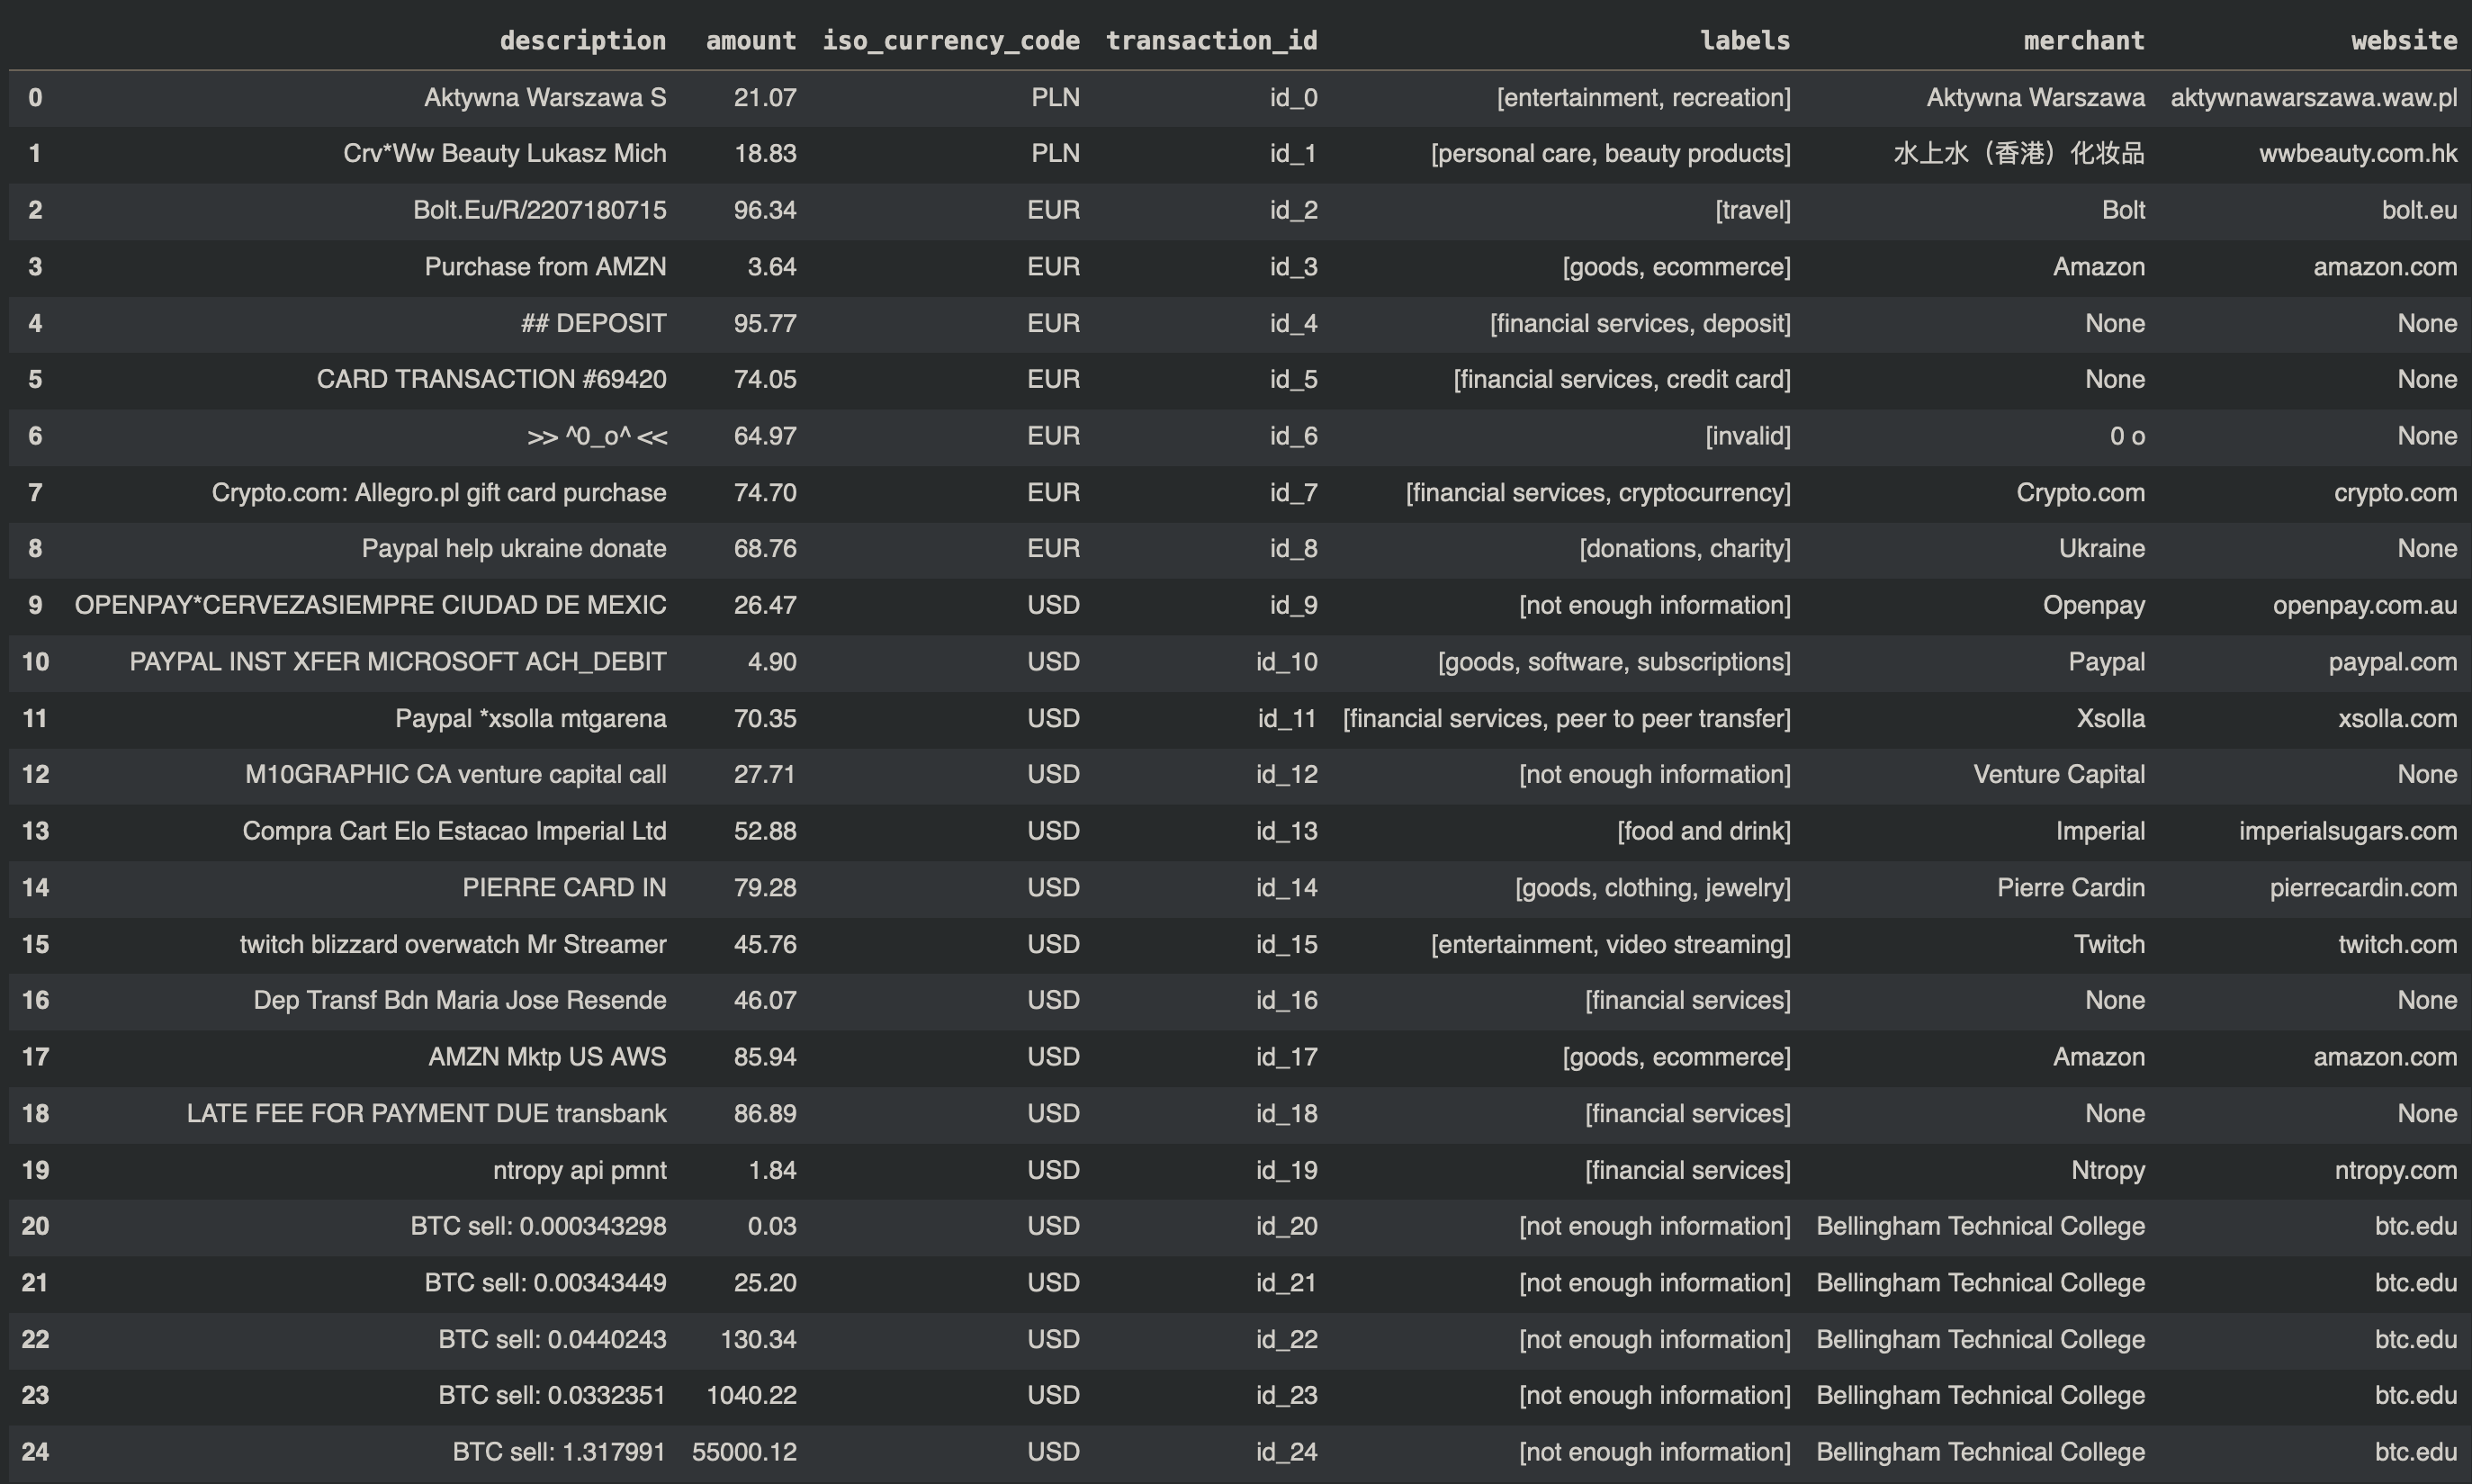 description amount iso_currency_code transaction_id labels merchant website
0 Aktywna Warszawa S 21.07 PLN id_0 [entertainment, recreation] Aktywna Warszawa aktywnawarszawa.waw.pl
1 Crv*Ww Beauty Lukasz Mich 18.83 PLN id_1 [personal care, beauty products] 水上水（香港）化妆品 wwbeauty.com.hk
2 Bolt.Eu/R/2207180715 96.34 EUR id_2 [travel] Bolt bolt.eu
3 Purchase from AMZN 3.64 EUR id_3 [goods, ecommerce] Amazon amazon.com
4 ## DEPOSIT 95.77 EUR id_4 [financial services, deposit] None None
5 CARD TRANSACTION #69420 74.05 EUR id_5 [financial services, credit card] None None
6 >> ^0_o^ << 64.97 EUR id_6 [invalid] 0 o None
7 Crypto.com: Allegro.pl gift card purchase 74.70 EUR id_7 [financial services, cryptocurrency] Crypto.com crypto.com
8 Paypal help ukraine donate 68.76 EUR id_8 [donations, charity] Ukraine None
9 OPENPAY*CERVEZASIEMPRE CIUDAD DE MEXIC 26.47 USD id_9 [not enough information] Openpay openpay.com.au
10 PAYPAL INST XFER MICROSOFT ACH_DEBIT 4.90 USD id_10 [goods, software, subscriptions] Paypal paypal.com
11 Paypal *xsolla mtgarena 70.35 USD id_11 [financial services, peer to peer transfer] Xsolla xsolla.com
12 M10GRAPHIC CA venture capital call 27.71 USD id_12 [not enough information] Venture Capital None
13 Compra Cart Elo Estacao Imperial Ltd 52.88 USD id_13 [food and drink] Imperial imperialsugars.com
14 PIERRE CARD IN 79.28 USD id_14 [goods, clothing, jewelry] Pierre Cardin pierrecardin.com
15 twitch blizzard overwatch Mr Streamer 45.76 USD id_15 [entertainment, video streaming] Twitch twitch.com
16 Dep Transf Bdn Maria Jose Resende 46.07 USD id_16 [financial services] None None
17 AMZN Mktp US AWS 85.94 USD id_17 [goods, ecommerce] Amazon amazon.com
18 LATE FEE FOR PAYMENT DUE transbank 86.89 USD id_18 [financial services] None None
19 ntropy api pmnt 1.84 USD id_19 [financial services] Ntropy ntropy.com
20 BTC sell: 0.000343298 0.03 USD id_20 [not enough information] Bellingham Technical College btc.edu
21 BTC sell: 0.00343449 25.20 USD id_21 [not enough information] Bellingham Technical College btc.edu
22 BTC sell: 0.0440243 130.34 USD id_22 [not enough information] Bellingham Technical College btc.edu
23 BTC sell: 0.0332351 1040.22 USD id_23 [not enough information] Bellingham Technical College btc.edu
24 BTC sell: 1.317991 55000.12 USD id_24 [not enough information] Bellingham Technical College btc.edu